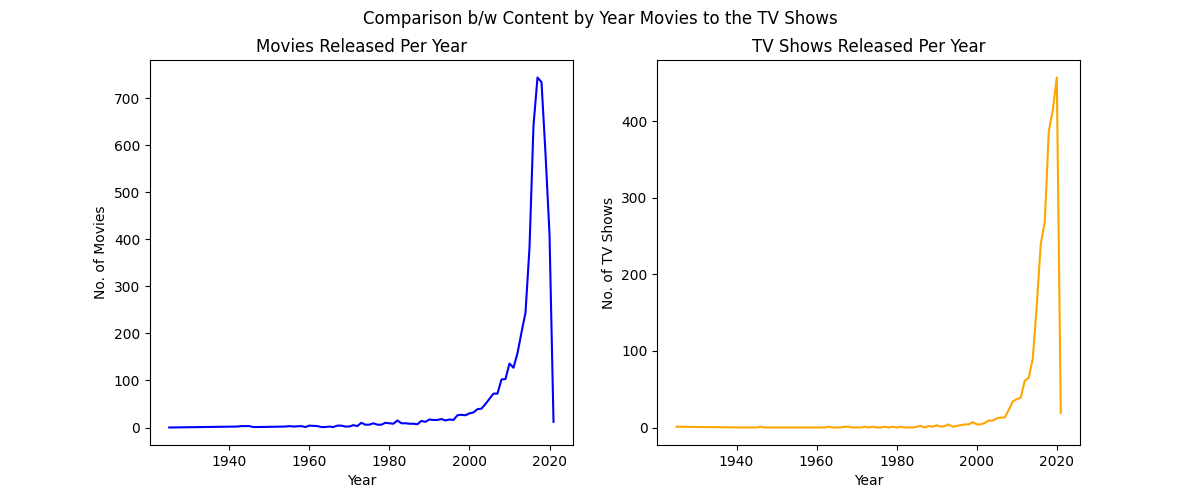 Comparison b/w Content by Year Movies to the TV Shows
Movies Released Per Year
No. of Movies
700
600
500
400
300
200
100
0
1940 1960 1980 2000 2020
Year
TV Shows Released Per Year
No. of TV Shows
400
300
200
100
0
1940 1960 1980 2000 2020
Year